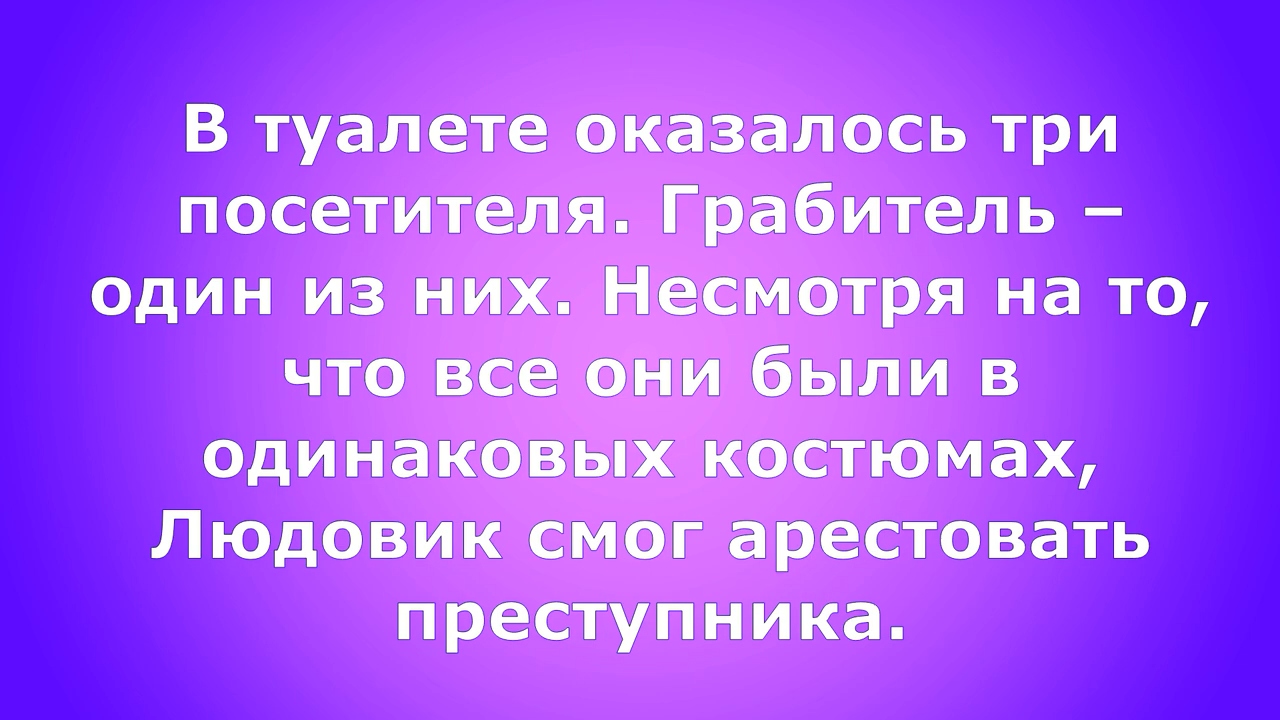 В туалете оказалось три
посетителя. Грабитель –
один из них. Несмотря на то,
что все они были в
одинаковых костюмах,
Людовик смог арестовать
преступника.